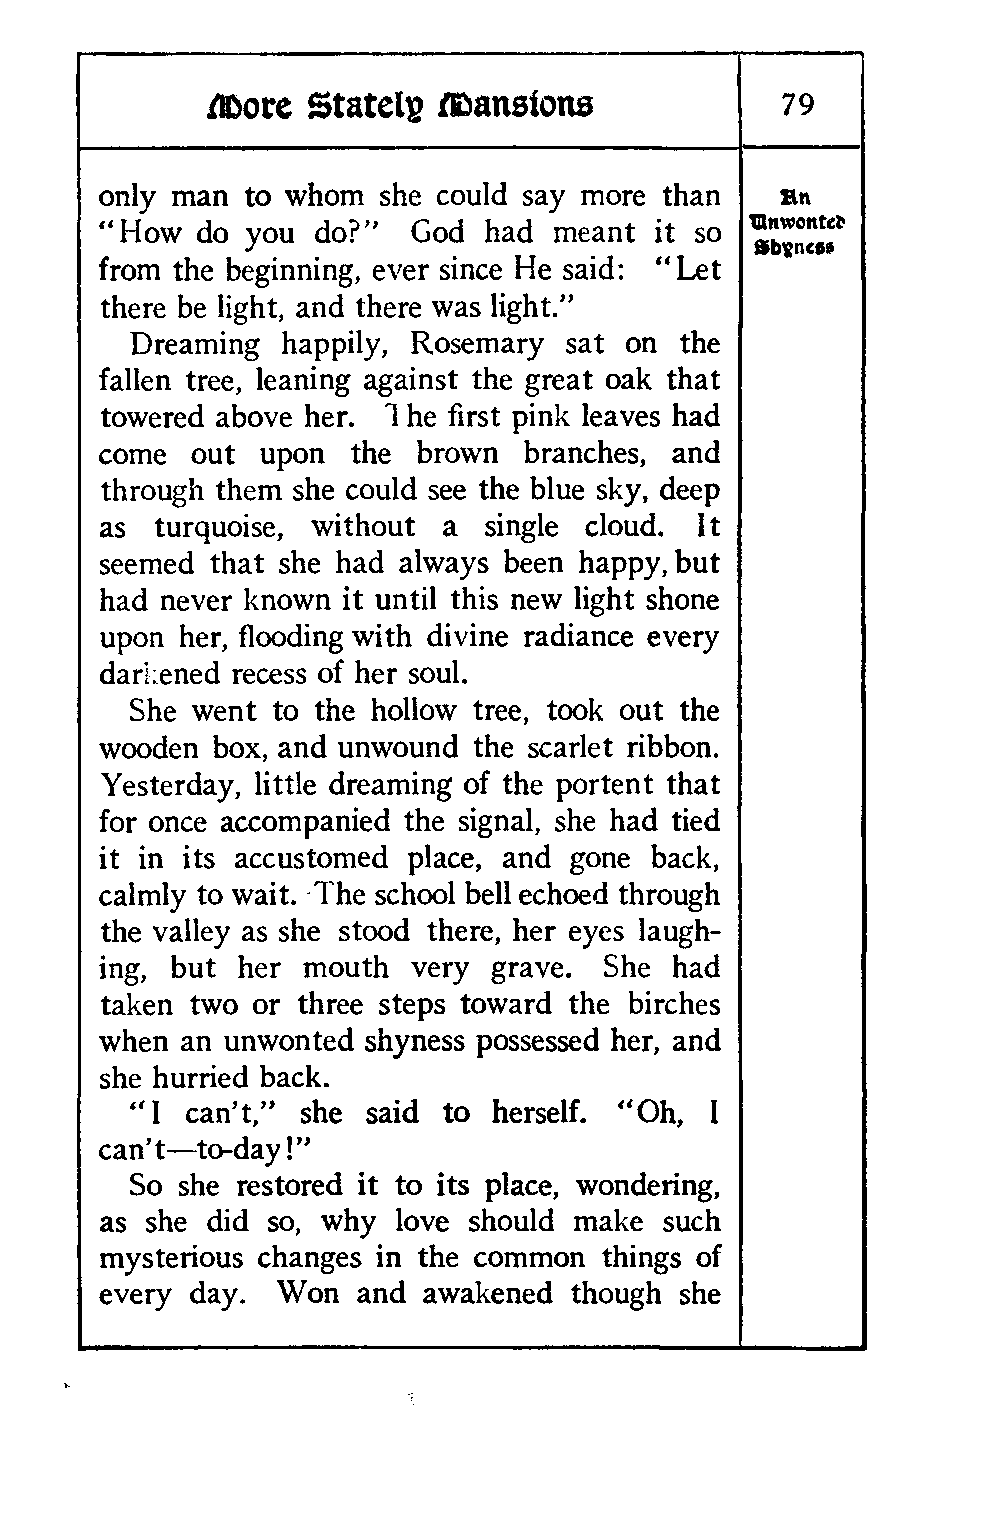 More Stately Mansions
79
An
Unwonted
Shyness
only man to whom she could say more than
“How do you do?” God had meant it so
from the beginning, ever since He said: “Let
there be light, and there was light.”
Dreaming happily, Rosemary sat on the
fallen tree, leaning against the great oak that
towered above her. The first pink leaves had
come out upon the brown branches, and
through them she could see the blue sky, deep
as turquoise, without a single cloud. It
seemed that she had always been happy, but
had never known it until this new light shone
upon her, flooding with divine radiance every
darkened recess of her soul.
She went to the hollow tree, took out the
wooden box, and unwound the scarlet ribbon.
Yesterday, little dreaming of the portent that
for once accompanied the signal, she had tied
it in its accustomed place, and gone back,
calmly to wait. The school bell echoed through
the valley as she stood there, her eyes laugh-
ing, but her mouth very grave. She had
taken two or three steps toward the birches
when an unwonted shyness possessed her, and
she hurried back.
“I can’t,” she said to herself. “Oh, I
can’t—to-day!”
So she restored it to its place, wondering,
as she did so, why love should make such
mysterious changes in the common things of
every day. Won and awakened though she